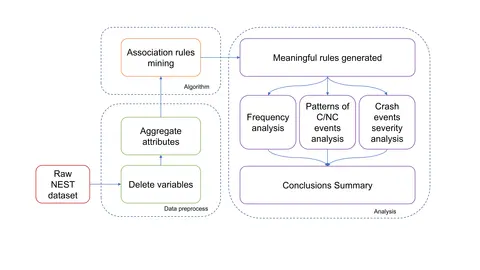 Association rules
mining
Algorithm
Meaningful rules generated
Frequency
analysis
Patterns of
C/NC
events
analysis
Crash
events
severity
analysis
Aggregate
attributes
Raw
NEST
dataset
Delete variables
Data preprocess
Conclusions Summary
Analysis